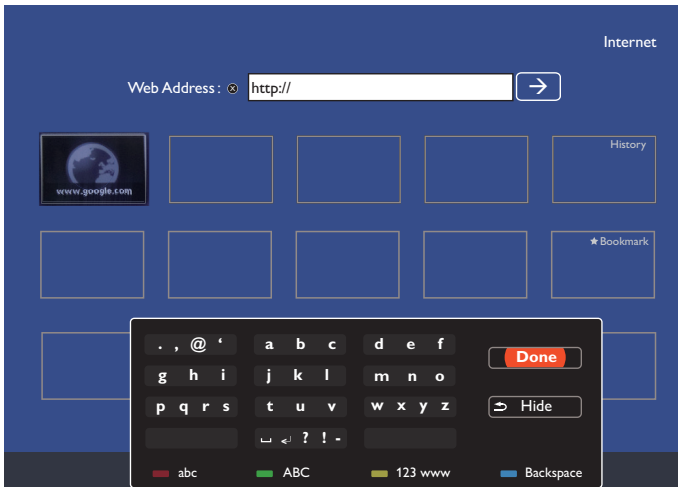 Internet
Web Address : ⓧ http:// →
www.google.com
History
★ Bookmark
. , @ ‘ a b c d e f
Done
g h i j k l m n o
p q r s t u v w x y z Hide
␣ ↵ ? ! -
abc ABC 123 www Backspace